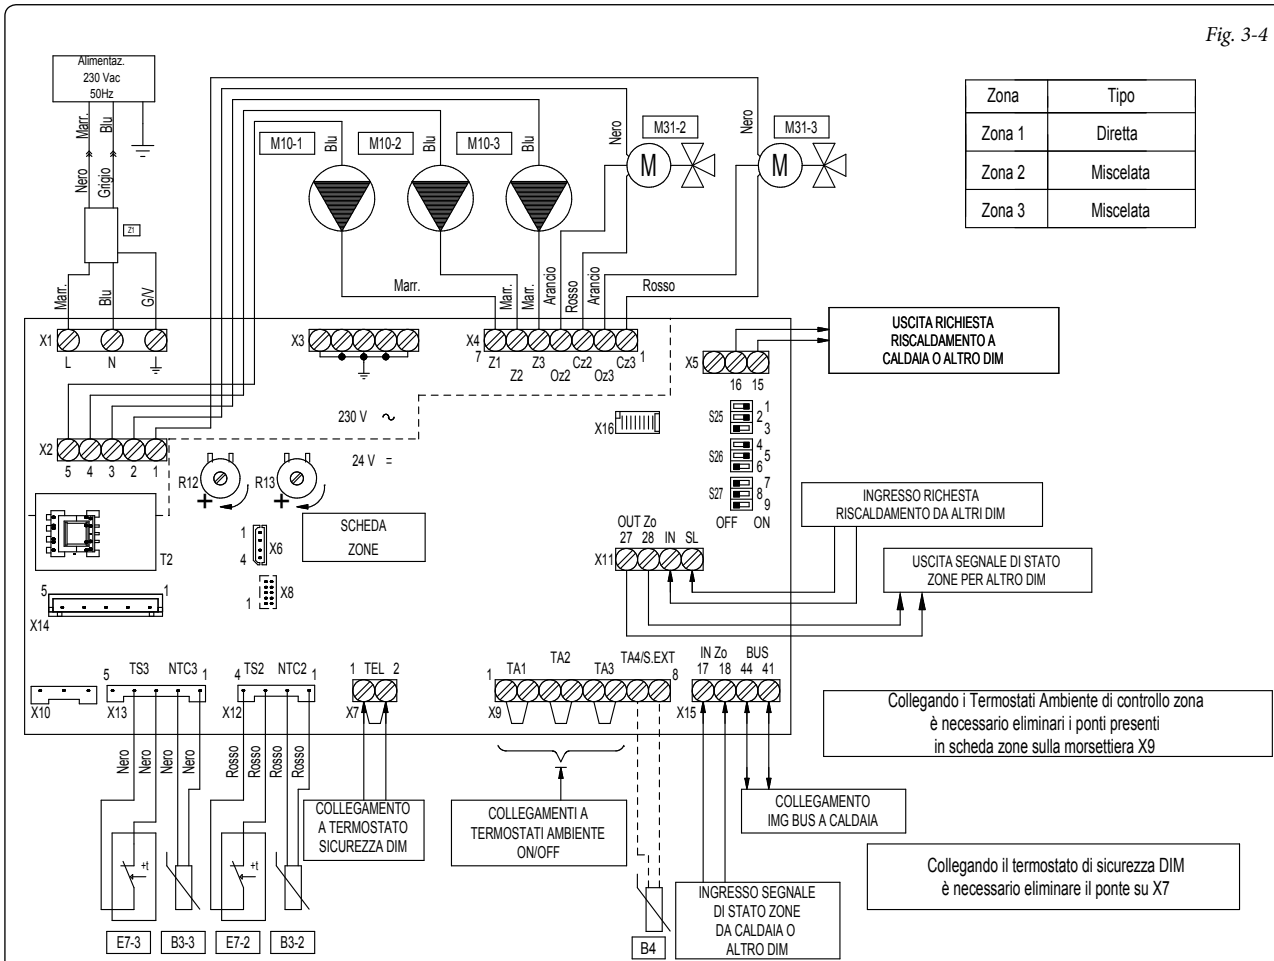 Fig. 3-4
Alimentaz.
230 Vac
50Hz
Marr.
Blu
Nero
Grigio
Z1
Marr.
Blu
G/V
M10-1
Blu
M10-2
Blu
M10-3
Blu
Nero
M31-2
M
Nero
M31-3
M
Zona Tipo
Zona 1 Diretta
Zona 2 Miscelata
Zona 3 Miscelata
Marr.
Marr.
Marr.
Arancio
Rosso
Arancio
Rosso
X1
L N
X3
X4
7 Z1 Z3 Cz2 Cz3 1
Z2 Oz2 Oz3
X5
16 15
USCITA RICHIESTA
RISCALDAMENTO A
CALDAIA O ALTRO DIM
X2
5 4 3 2 1
230 V ~
24 V =
X16
S25
1
2
3
S26
4
5
6
S27
7
8
9
OFF ON
R12
+
R13
+
SCHEDA
ZONE
T2
1
4
X6
1
X8
5 1
X14
OUT Zo
27 28 IN SL
X11
INGRESSO RICHESTA
RISCALDAMENTO DA ALTRI DIM
USCITA SEGNALE DI STATO
ZONE PER ALTRO DIM
X10
5 TS3 NTC3 1
X13
4 TS2 NTC2 1
X12
1 TEL 2
X7
1 TA1 TA2 TA3 TA4/S.EXT 8
X9
IN Zo BUS
17 18 44 41
X15
Collegando i Termostati Ambiente di controllo zona
è necessario eliminari i ponti presenti
in scheda zone sulla morsettiera X9
Nero
Nero
Nero
Nero
Rosso
Rosso
Rosso
Rosso
COLLEGAMENTO
A TERMOSTATO
SICUREZZA DIM
COLLEGAMENTI A
TERMOSTATI AMBIENTE
ON/OFF
COLLEGAMENTO
IMG BUS A CALDAIA
Collegando il termostato di sicurezza DIM
è necessario eliminare il ponte su X7
+t
+t
INGRESSO SEGNALE
DI STATO ZONE
DA CALDAIA O
ALTRO DIM
E7-3
B3-3
E7-2
B3-2
B4